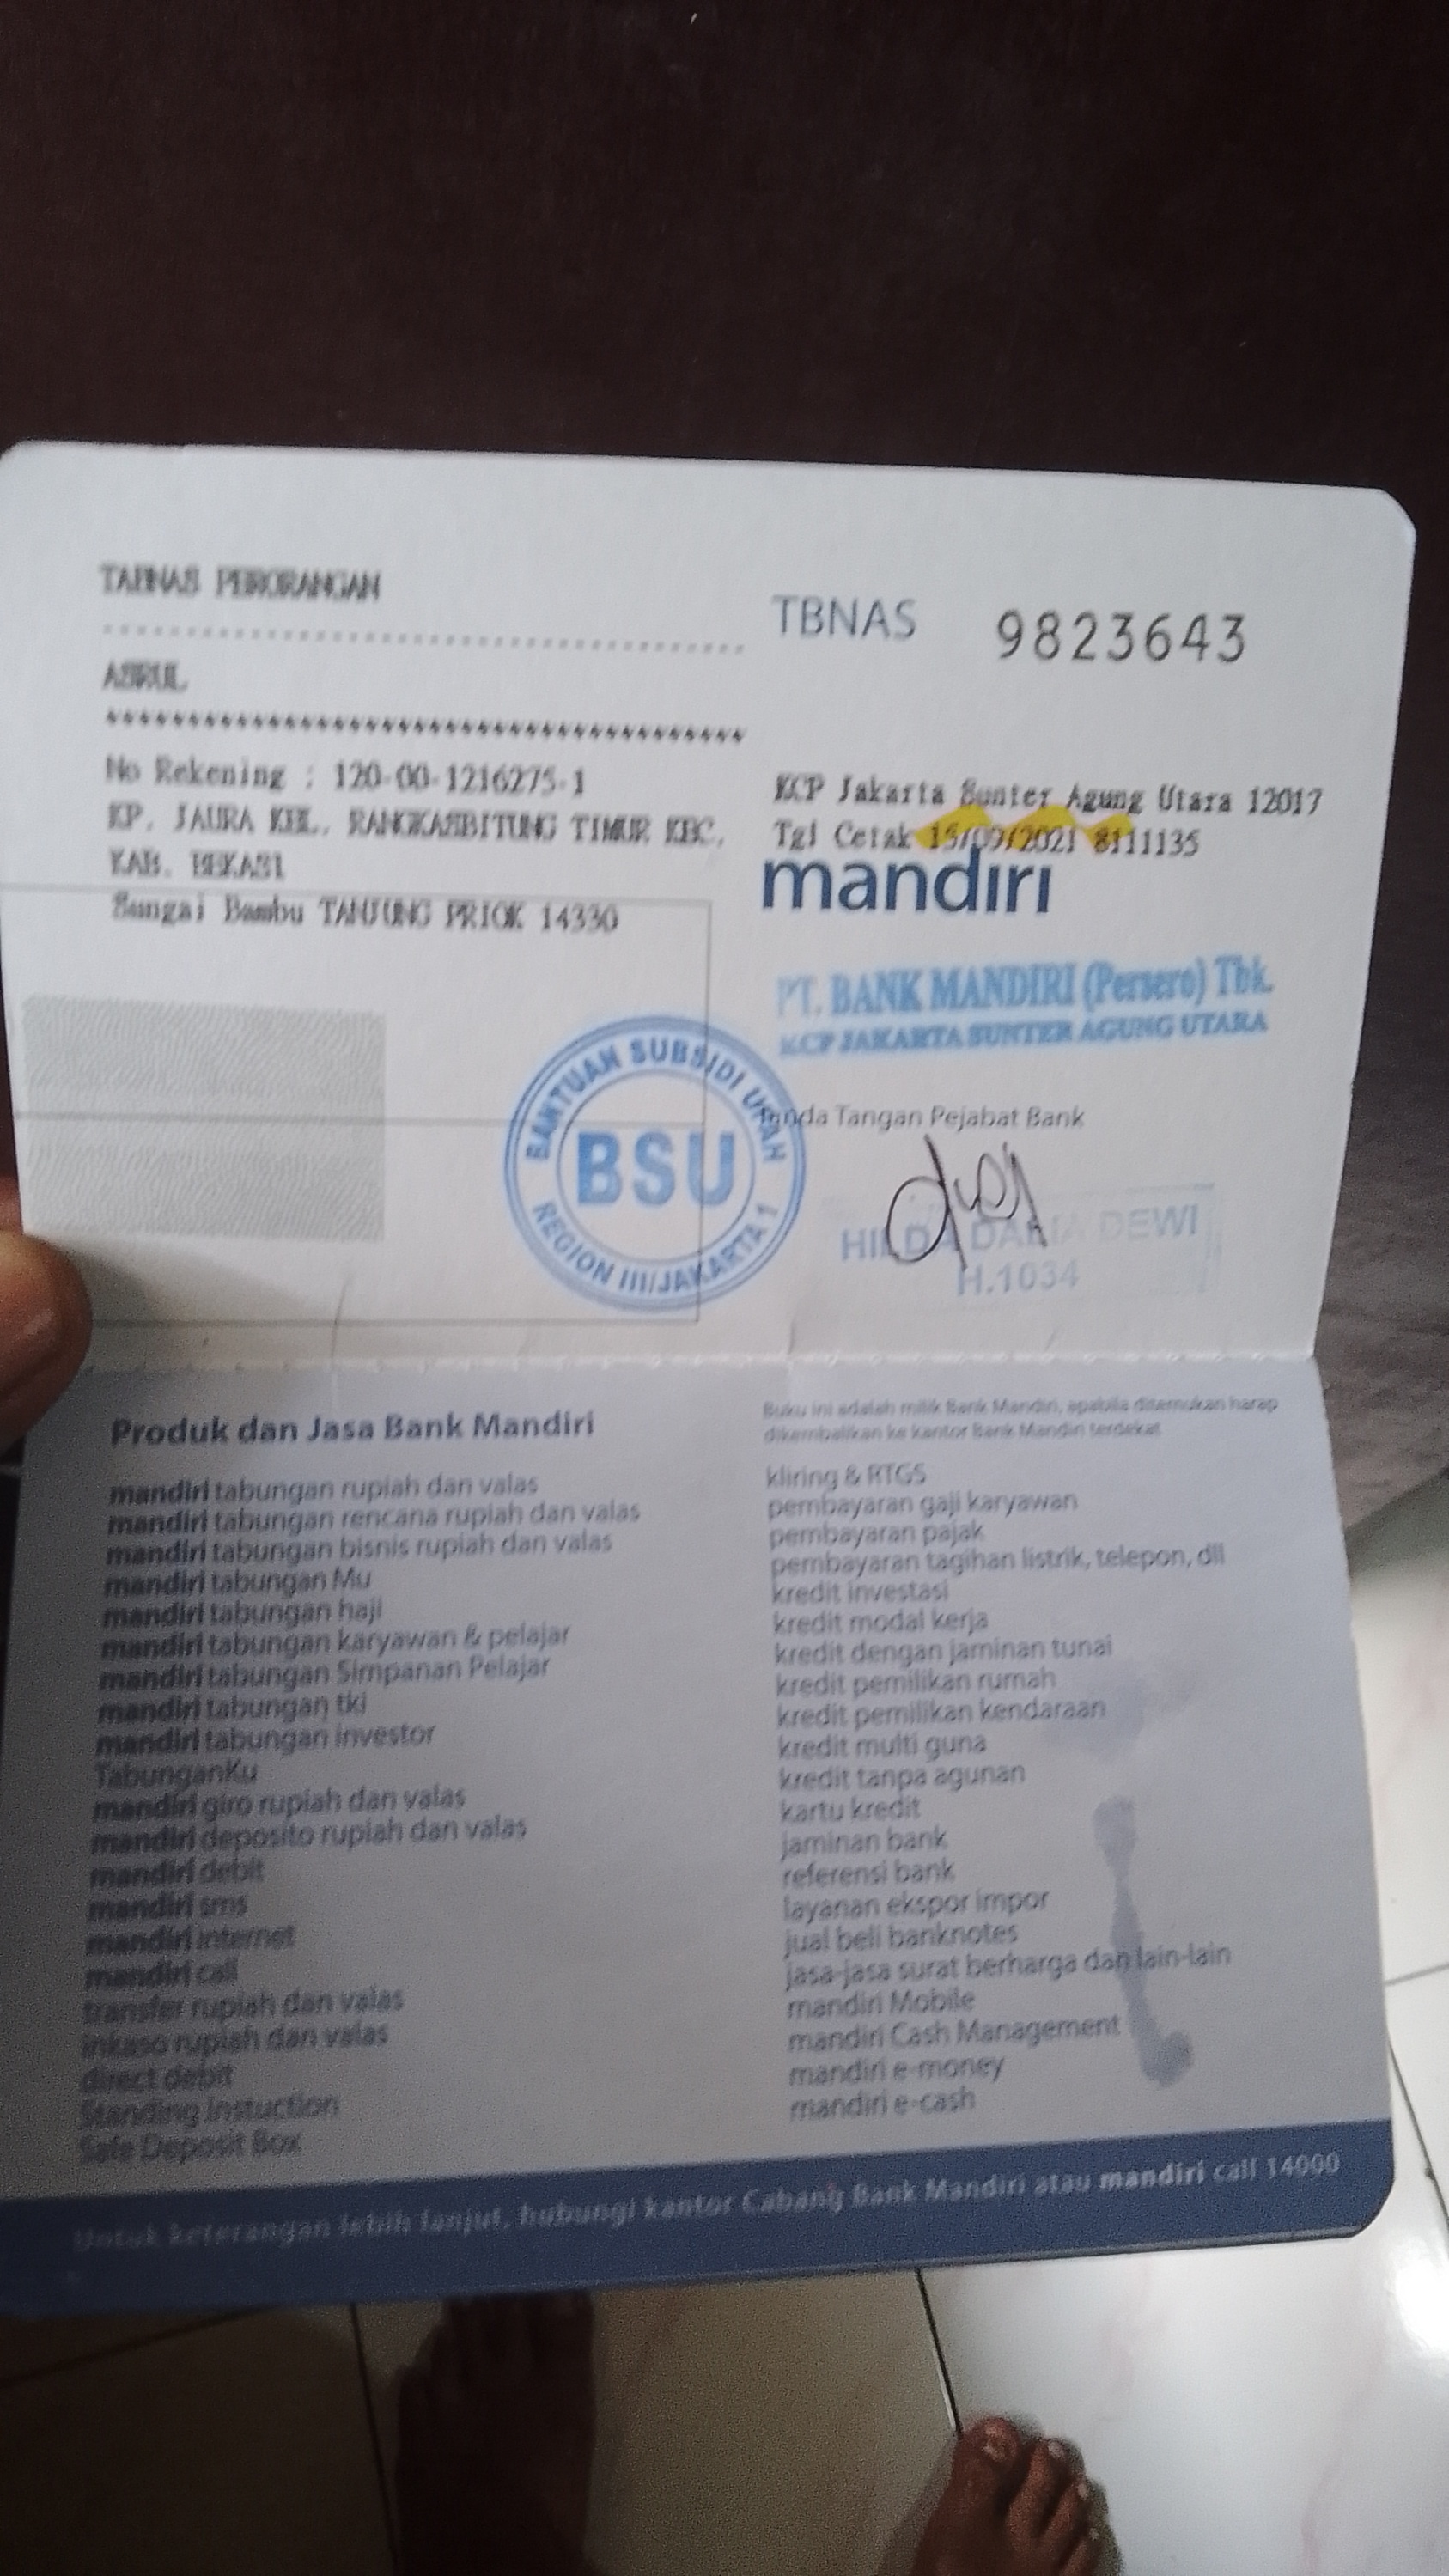 TABNAS PERORANGAN
TBNAS 9823643
ASRUL
No Rekening : 120-00-1216275-1
KP. JAURA KEL. RANGKASBITUNG TIMUR KEC.
KAB. BEKASI
Sungai Bambu TANJUNG PRIOK 14330
KCP Jakarta Sunter Agung Utara 12017
Tgl Cetak 15/09/2021 8111135
mandiri
PT. BANK MANDIRI (Persero) Tbk.
KCP JAKARTA SUNTER AGUNG UTARA
BANTUAN SUBSIDI UPAH
BSU
REGION III/JAKARTA 1
Tanda Tangan Pejabat Bank
HILDA DEWI
H.1034
Produk dan Jasa Bank Mandiri
mandiri tabungan rupiah dan valas
mandiri tabungan rencana rupiah dan valas
mandiri tabungan bisnis rupiah dan valas
mandiri tabungan Mu
mandiri tabungan haji
mandiri tabungan karyawan & pelajar
mandiri tabungan Simpanan Pelajar
mandiri tabungan tki
mandiri tabungan investor
TabunganKu
mandiri giro rupiah dan valas
mandiri deposito rupiah dan valas
mandiri debit
mandiri sms
mandiri internet
mandiri call
transfer rupiah dan valas
inkaso rupiah dan valas
direct debit
Standing Instuction
Safe Deposit Box
Buku ini adalah milik Bank Mandiri, apabila ditemukan harap
dikembalikan ke kantor Bank Mandiri terdekat
kliring & RTGS
pembayaran gaji karyawan
pembayaran pajak
pembayaran tagihan listrik, telepon, dll
kredit investasi
kredit modal kerja
kredit dengan jaminan tunai
kredit pemilikan rumah
kredit pemilikan kendaraan
kredit multi guna
kredit tanpa agunan
kartu kredit
jaminan bank
referensi bank
layanan ekspor impor
jual beli banknotes
jasa-jasa surat berharga dan lain-lain
mandiri Mobile
mandiri Cash Management
mandiri e-money
mandiri e-cash
Untuk keterangan lebih lanjut, hubungi kantor Cabang Bank Mandiri atau mandiri call 14000